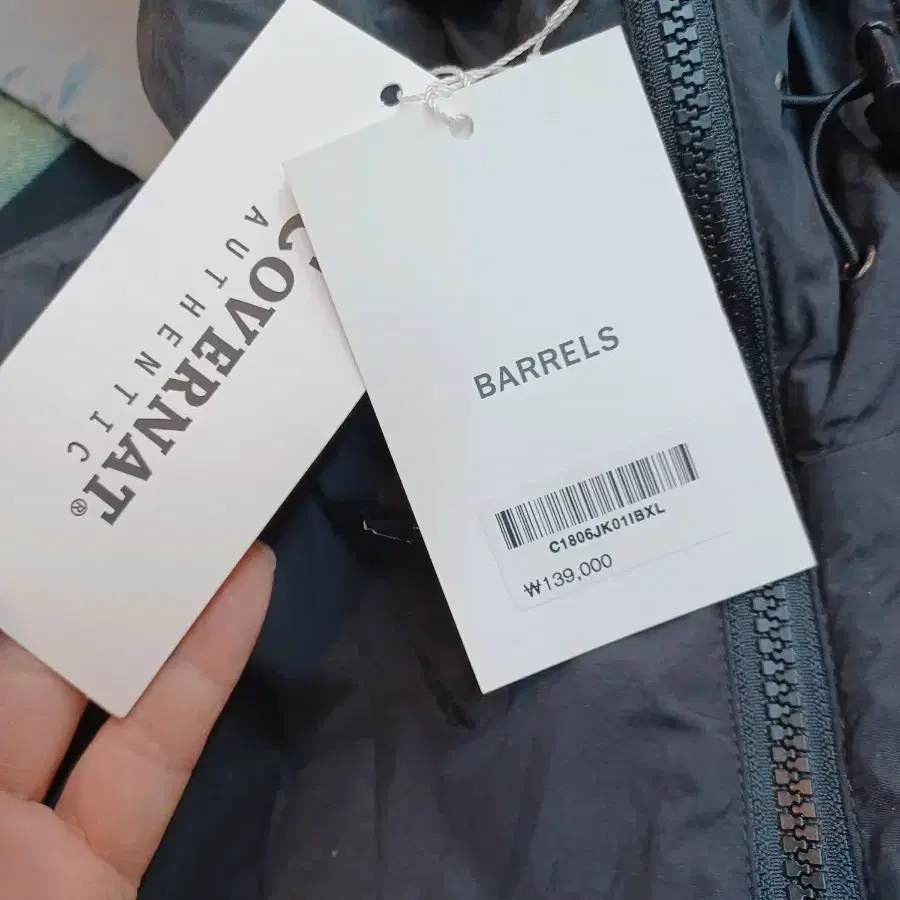 COVERNAT®
AUTHENTIC
BARRELS
C1806JK01IBXL
₩139,000